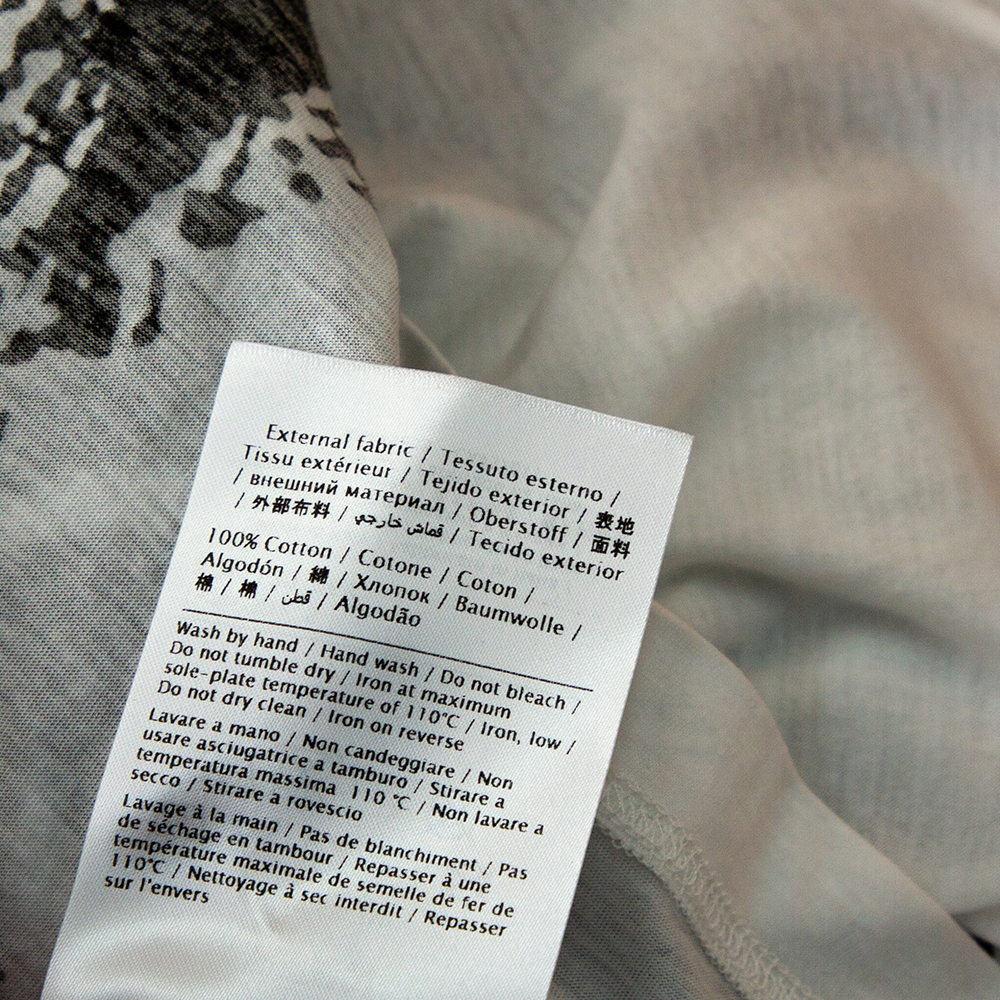 External fabric / Tessuto esterno /
Tissu extérieur / Tejido exterior / 表地
/ внешний материал / Oberstoff / 面料
/ 外部布料 / قماش خارجي / Tecido exterior
100% Cotton / Cotone / Coton /
Algodón / 綿 / Хлопок / Baumwolle /
棉 / 棉 / قطن / Algodão
Wash by hand / Hand wash / Do not bleach /
Do not tumble dry / Iron at maximum
sole-plate temperature of 110°C / Iron, low /
Do not dry clean / Iron on reverse
Lavare a mano / Non candeggiare / Non
usare asciugatrice a tamburo / Stirare a
temperatura massima 110 °C / Non lavare a
secco / Stirare a rovescio
Lavage à la main / Pas de blanchiment / Pas
de séchage en tambour / Repasser à une
température maximale de semelle de fer de
110°C / Nettoyage à sec interdit / Repasser
sur l'envers